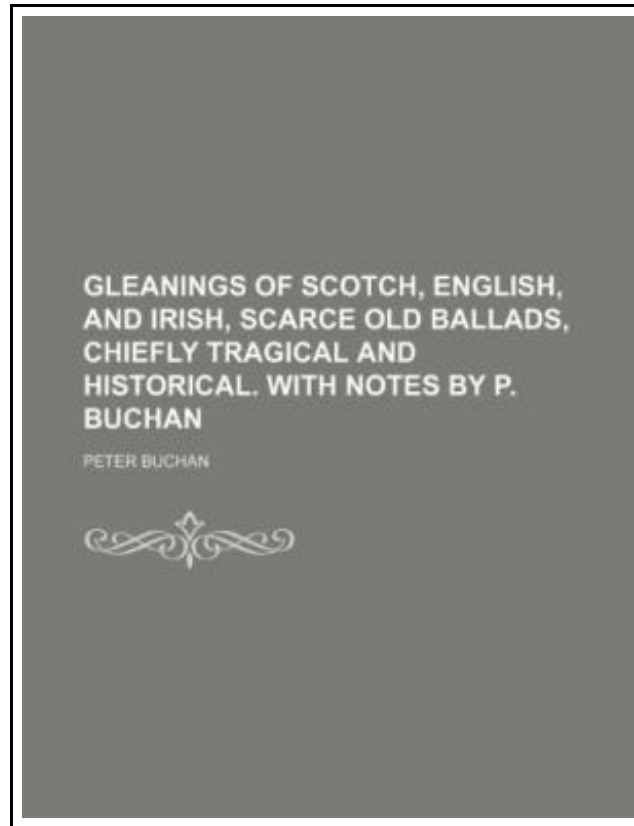 GLEANINGS OF SCOTCH, ENGLISH,
AND IRISH, SCARCE OLD BALLADS,
CHIEFLY TRAGICAL AND
HISTORICAL. WITH NOTES BY P.
BUCHAN
PETER BUCHAN